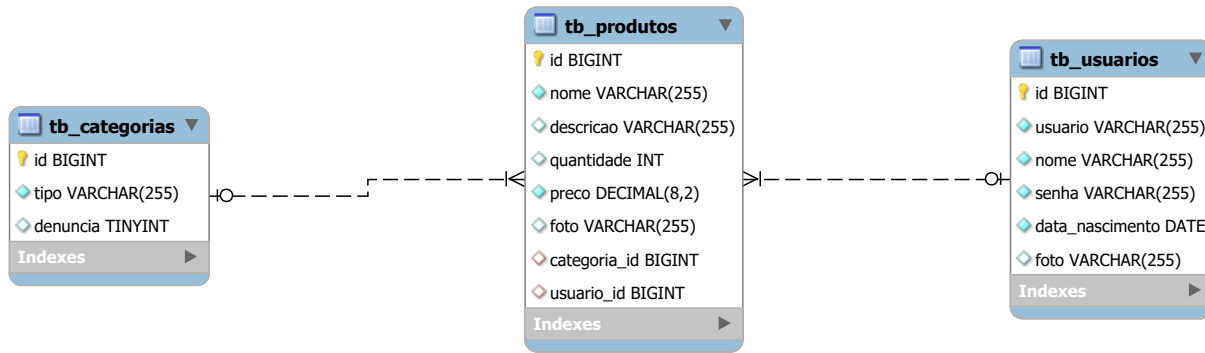 tb_categorias
id BIGINT
tipo VARCHAR(255)
denuncia TINYINT
Indexes
tb_produtos
id BIGINT
nome VARCHAR(255)
descricao VARCHAR(255)
quantidade INT
preco DECIMAL(8,2)
foto VARCHAR(255)
categoria_id BIGINT
usuario_id BIGINT
Indexes
tb_usuarios
id BIGINT
usuario VARCHAR(255)
nome VARCHAR(255)
senha VARCHAR(255)
data_nascimento DATE
foto VARCHAR(255)
Indexes